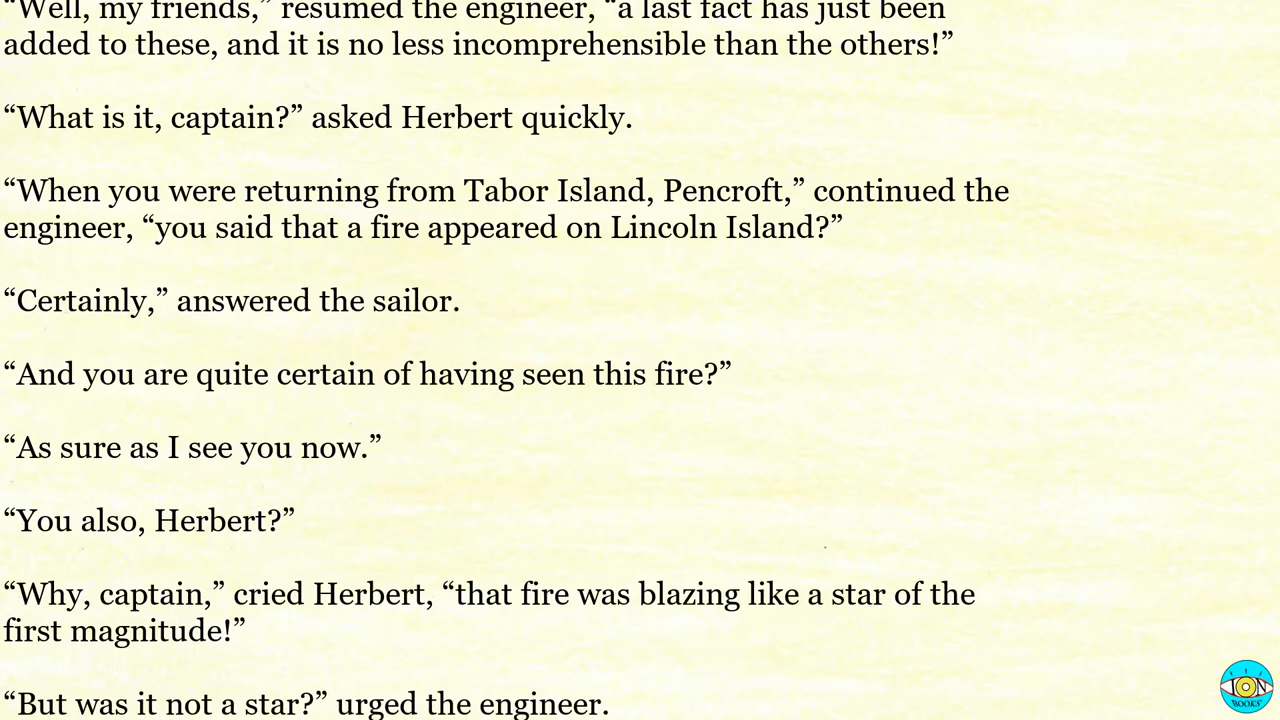 “Well, my friends,” resumed the engineer, “a last fact has just been
added to these, and it is no less incomprehensible than the others!”
“What is it, captain?” asked Herbert quickly.
“When you were returning from Tabor Island, Pencroft,” continued the
engineer, “you said that a fire appeared on Lincoln Island?”
“Certainly,” answered the sailor.
“And you are quite certain of having seen this fire?”
“As sure as I see you now.”
“You also, Herbert?”
“Why, captain,” cried Herbert, “that fire was blazing like a star of the
first magnitude!”
“But was it not a star?” urged the engineer.
ION
BOOKS